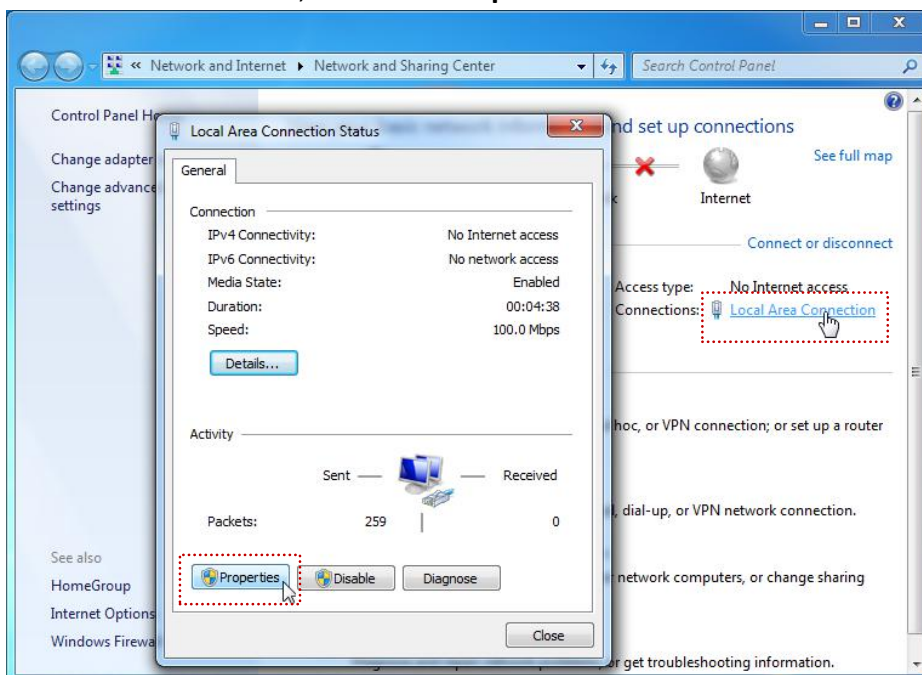 « Network and Internet ▸ Network and Sharing Center
Search Control Panel
Control Panel H
Change adapter
Change advance
settings
See also
HomeGroup
Internet Options
Windows Firewa
Local Area Connection Status
General
Connection
IPv4 Connectivity: No Internet access
IPv6 Connectivity: No network access
Media State: Enabled
Duration: 00:04:38
Speed: 100.0 Mbps
Details...
Activity
Sent — — Received
Packets: 259 | 0
Properties Disable Diagnose
Close
nd set up connections
See full map
Internet
Connect or disconnect
Access type: No Internet access
Connections: Local Area Connection
hoc, or VPN connection; or set up a router
, dial-up, or VPN network connection.
network computers, or change sharing
or get troubleshooting information.